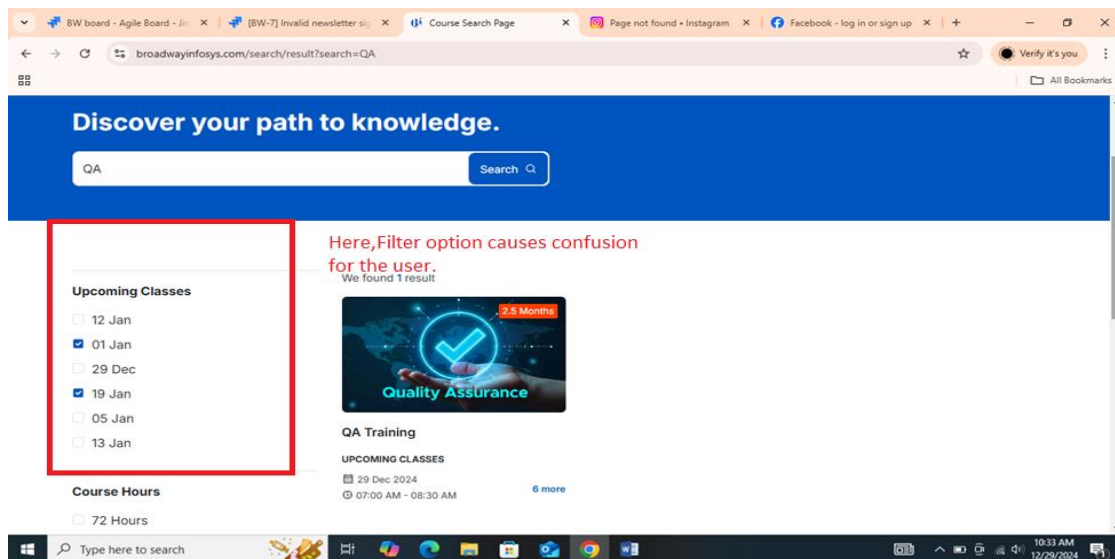 BW board - Agile Board - Jir
[BW-7] Invalid newsletter sig
Course Search Page
Page not found • Instagram
Facebook - log in or sign up
broadwayinfosys.com/search/result?search=QA
Verify it's you
All Bookmarks
Discover your path to knowledge.
QA
Search
Here,Filter option causes confusion
for the user.
We found 1 result
Upcoming Classes
12 Jan
01 Jan
29 Dec
19 Jan
05 Jan
13 Jan
Course Hours
72 Hours
2.5 Months
Quality Assurance
QA Training
UPCOMING CLASSES
29 Dec 2024
07:00 AM - 08:30 AM
6 more
Type here to search
10:33 AM
12/29/2024